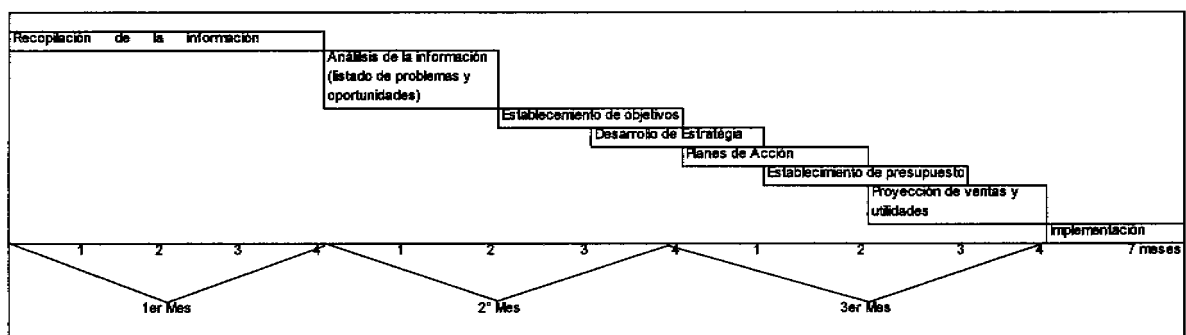 Recopilación de la información
Análisis de la información
(listado de problemas y
oportunidades)
Establecemiento de objetivos
Desarrollo de Estratégia
Planes de Acción
Establecimiento de presupuesto
Proyección de ventas y
utilidades
Implementación
1 2 3 4 1 2 3 4 1 2 3 4 7 meses
1er Mes 2° Mes 3er Mes